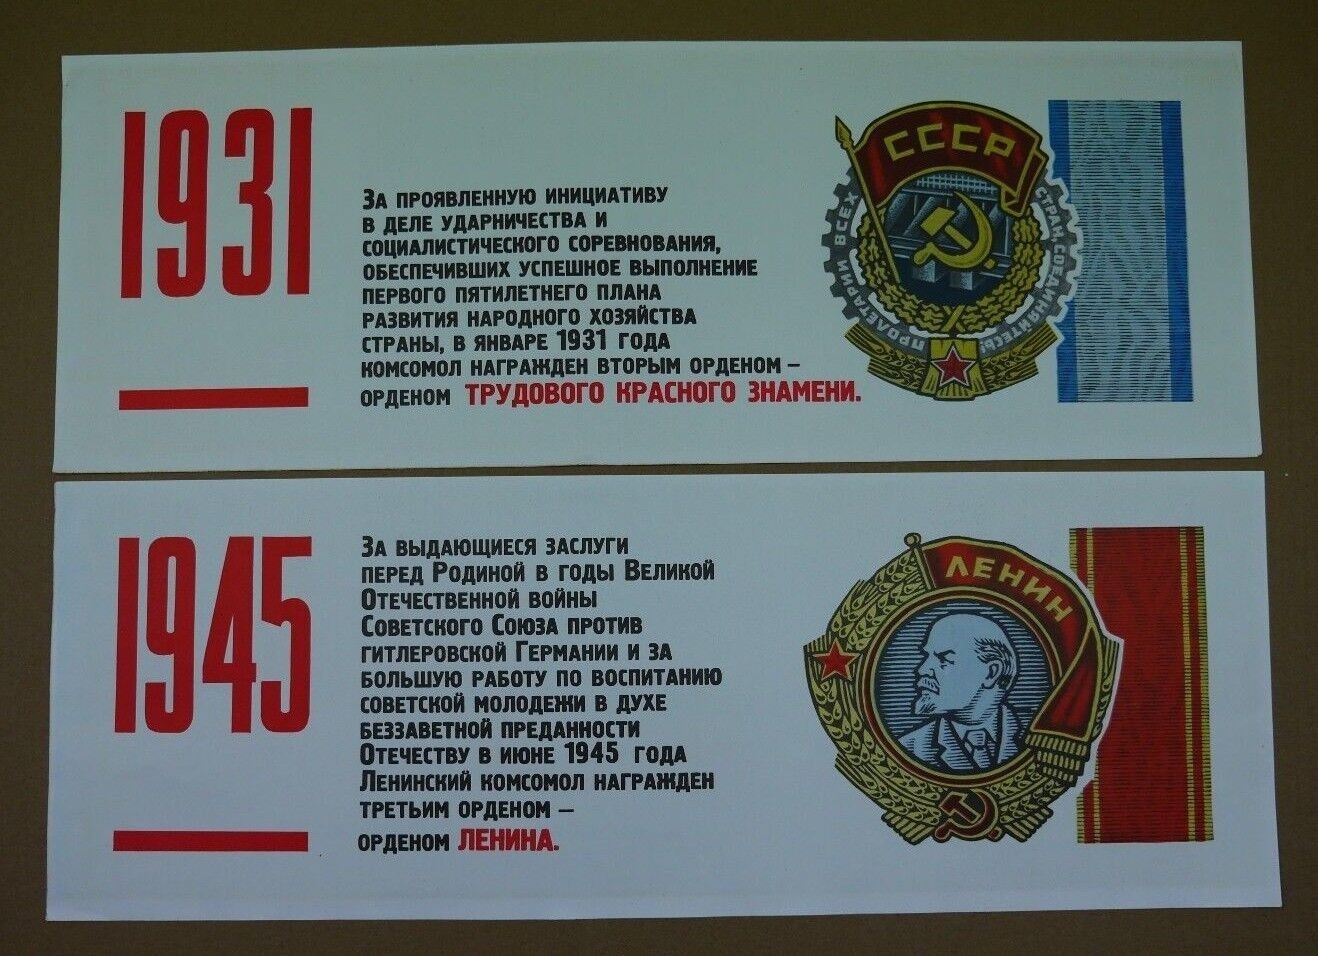 1931
За проявленную инициативу
в деле ударничества и
социалистического соревнования,
обеспечивших успешное выполнение
первого пятилетнего плана
развития народного хозяйства
страны, в январе 1931 года
комсомол награжден вторым орденом –
орденом ТРУДОВОГО КРАСНОГО ЗНАМЕНИ.
СССР
ПРОЛЕТАРИИ ВСЕХ СТРАН, СОЕДИНЯЙТЕСЬ!
1945
За выдающиеся заслуги
перед Родиной в годы Великой
Отечественной войны
Советского Союза против
гитлеровской Германии и за
большую работу по воспитанию
советской молодежи в духе
беззаветной преданности
Отечеству в июне 1945 года
Ленинский комсомол награжден
третьим орденом –
орденом ЛЕНИНА.
ЛЕНИН